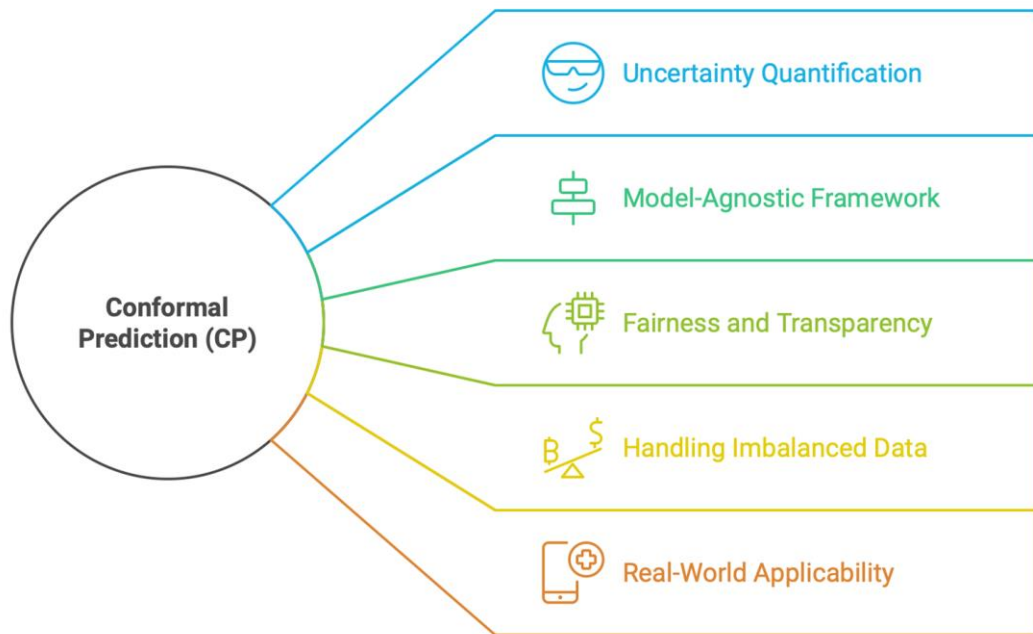 Uncertainty Quantification
Model-Agnostic Framework
Conformal
Prediction (CP)
Fairness and Transparency
Handling Imbalanced Data
Real-World Applicability